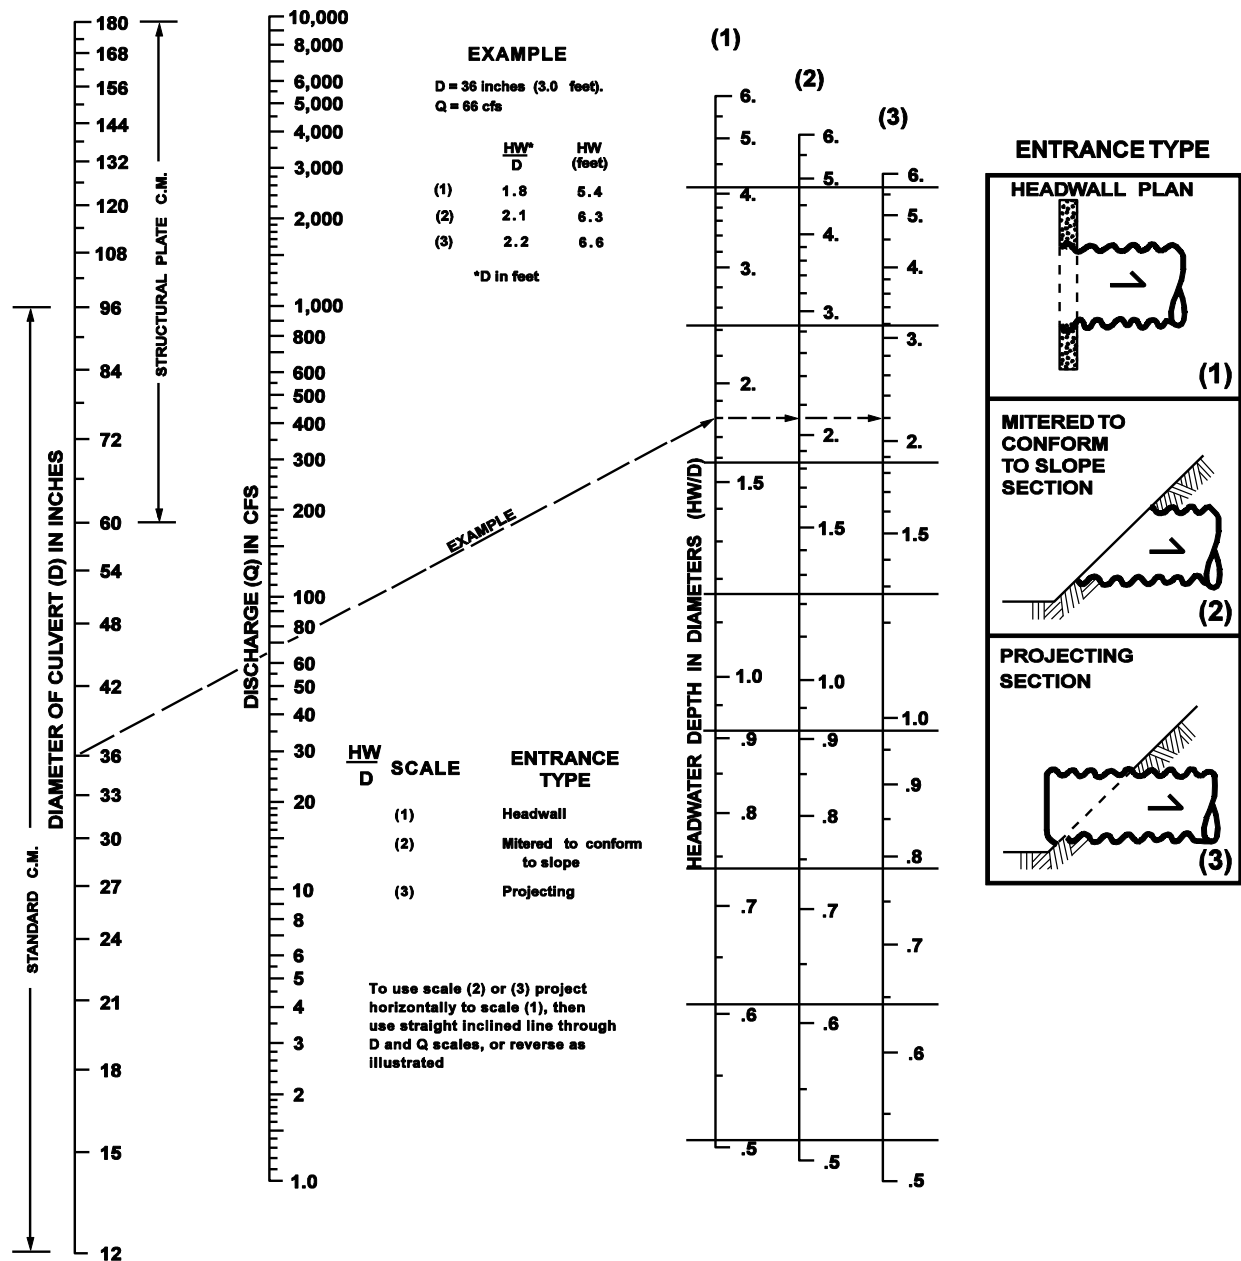 180
168
156
144
132
120
108
96
84
72
60
54
48
42
36
33
30
27
24
21
18
15
12
STANDARD C.M.
DIAMETER OF CULVERT (D) IN INCHES
STRUCTURAL PLATE C.M.
10,000
8,000
6,000
5,000
4,000
3,000
2,000
1,000
800
600
500
400
300
200
100
80
60
50
40
30
20
10
8
6
5
4
3
2
1.0
DISCHARGE (Q) IN CFS
EXAMPLE
D = 36 inches (3.0 feet).
Q = 66 cfs
HW* HW
D (feet)
(1) 1.8 5.4
(2) 2.1 6.3
(3) 2.2 6.6
*D in feet
EXAMPLE
HW
D
SCALE
ENTRANCE
TYPE
(1) Headwall
(2) Mitered to conform
to slope
(3) Projecting
To use scale (2) or (3) project
horizontally to scale (1), then
use straight inclined line through
D and Q scales, or reverse as
illustrated
HEADWATER DEPTH IN DIAMETERS (HW/D)
(1)
6.
5.
4.
3.
2.
1.5
1.0
.9
.8
.7
.6
.5
(2)
6.
5.
4.
3.
2.
1.5
1.0
.9
.8
.7
.6
.5
(3)
6.
5.
4.
3.
2.
1.5
1.0
.9
.8
.7
.6
.5
ENTRANCE TYPE
HEADWALL PLAN
(1)
MITERED TO
CONFORM
TO SLOPE
SECTION
(2)
PROJECTING
SECTION
(3)